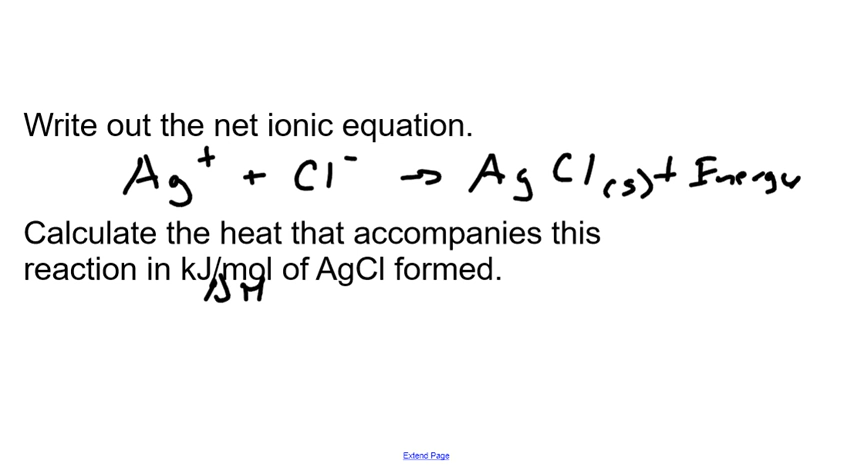 Write out the net ionic equation.
Ag⁺ + Cl⁻ → AgCl(s) + Energy
Calculate the heat that accompanies this
reaction in kJ/mol of AgCl formed.
ΔH
Extend Page